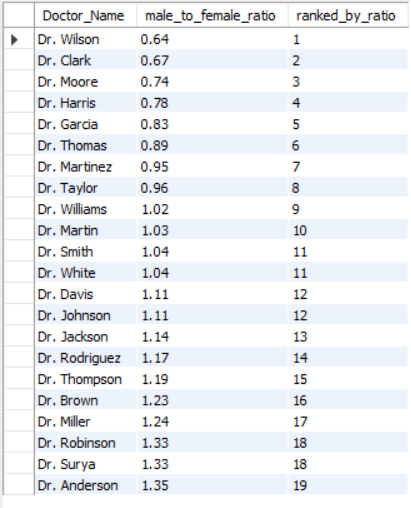 Doctor_Name male_to_female_ratio ranked_by_ratio
Dr. Wilson 0.64 1
Dr. Clark 0.67 2
Dr. Moore 0.74 3
Dr. Harris 0.78 4
Dr. Garcia 0.83 5
Dr. Thomas 0.89 6
Dr. Martinez 0.95 7
Dr. Taylor 0.96 8
Dr. Williams 1.02 9
Dr. Martin 1.03 10
Dr. Smith 1.04 11
Dr. White 1.04 11
Dr. Davis 1.11 12
Dr. Johnson 1.11 12
Dr. Jackson 1.14 13
Dr. Rodriguez 1.17 14
Dr. Thompson 1.19 15
Dr. Brown 1.23 16
Dr. Miller 1.24 17
Dr. Robinson 1.33 18
Dr. Surya 1.33 18
Dr. Anderson 1.35 19